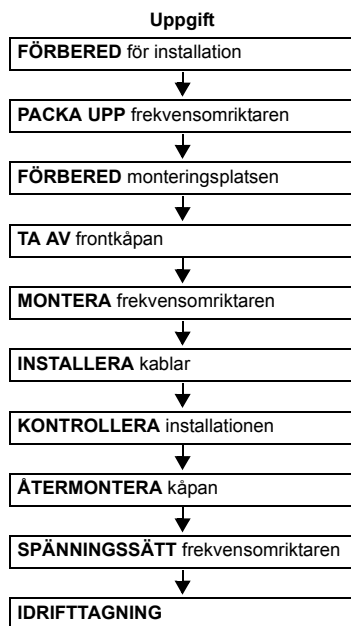 Uppgift
FÖRBERED för installation
PACKA UPP frekvensomriktaren
FÖRBERED monteringsplatsen
TA AV frontkåpan
MONTERA frekvensomriktaren
INSTALLERA kablar
KONTROLLERA installationen
ÅTERMONTERA kåpan
SPÄNNINGSSÄTT frekvensomriktaren
IDRIFTTAGNING